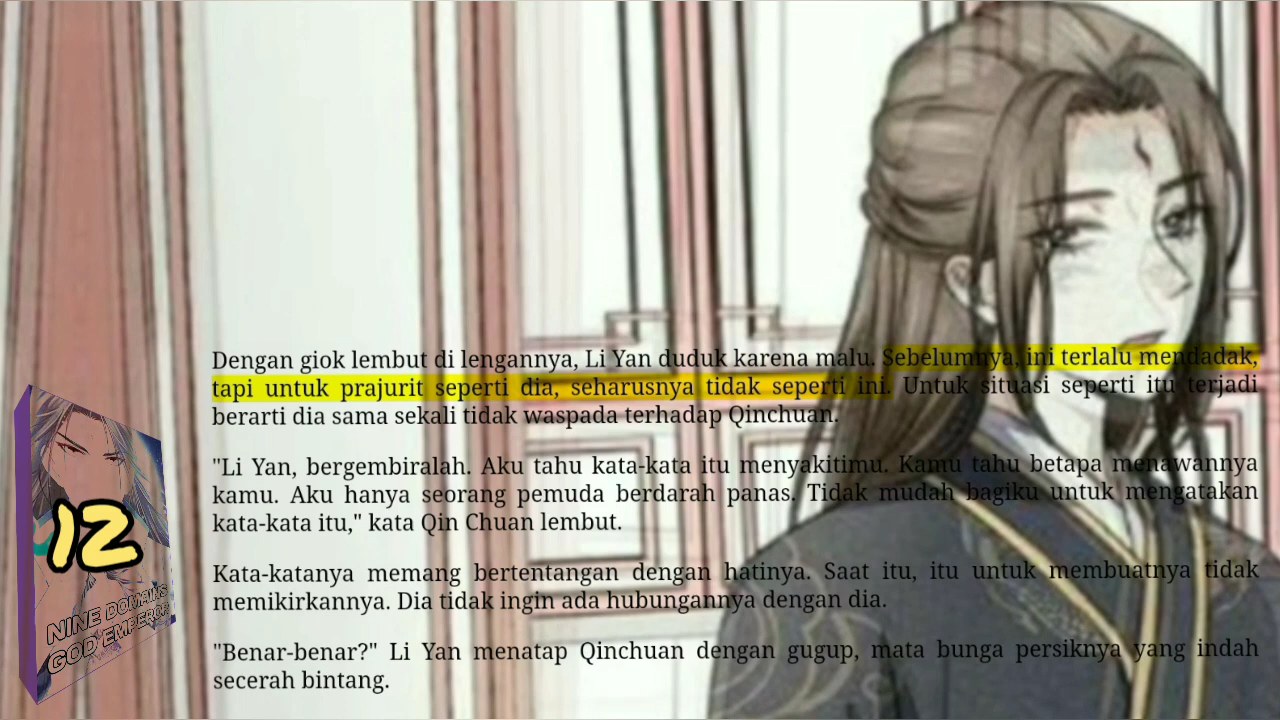 Dengan giok lembut di lengannya, Li Yan duduk karena malu. Sebelumnya, ini terlalu mendadak,
tapi untuk prajurit seperti dia, seharusnya tidak seperti ini. Untuk situasi seperti itu terjadi
berarti dia sama sekali tidak waspada terhadap Qinchuan.
"Li Yan, bergembiralah. Aku tahu kata-kata itu menyakitimu. Kamu tahu betapa menawannya
kamu. Aku hanya seorang pemuda berdarah panas. Tidak mudah bagiku untuk mengatakan
kata-kata itu," kata Qin Chuan lembut.
Kata-katanya memang bertentangan dengan hatinya. Saat itu, itu untuk membuatnya tidak
memikirkannya. Dia tidak ingin ada hubungannya dengan dia.
"Benar-benar?" Li Yan menatap Qinchuan dengan gugup, mata bunga persiknya yang indah
secerah bintang.
12
NINE DOMAINS
GOD EMPEROR